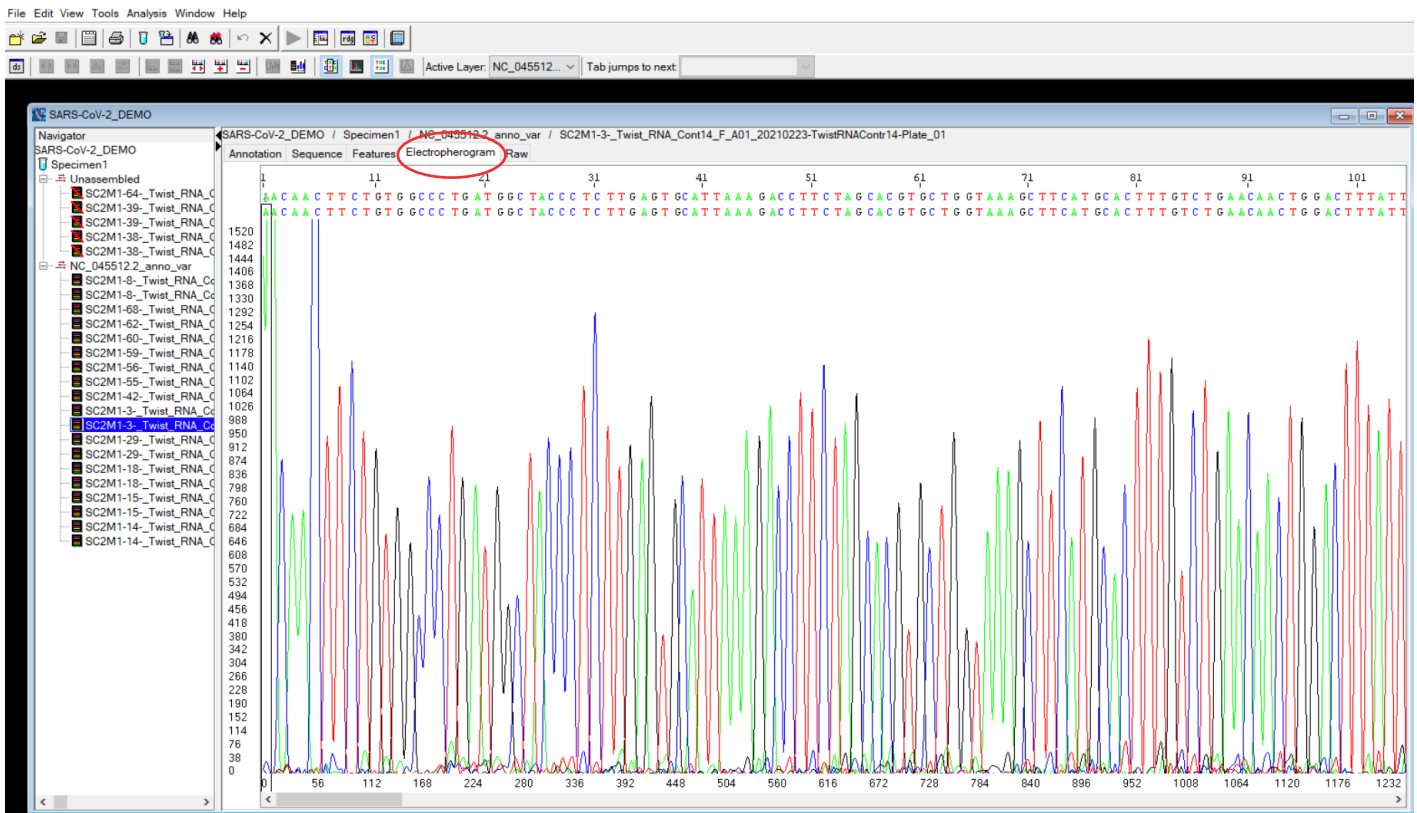 File Edit View Tools Analysis Window Help
ds Active Layer: NC_045512... Tab jumps to next:
SARS-CoV-2_DEMO
Navigator
SARS-CoV-2_DEMO
Specimen1
Unassembled
SC2M1-64-_Twist_RNA_C
SC2M1-39-_Twist_RNA_C
SC2M1-39-_Twist_RNA_C
SC2M1-38-_Twist_RNA_C
SC2M1-38-_Twist_RNA_C
NC_045512.2_anno_var
SC2M1-8-_Twist_RNA_Cc
SC2M1-8-_Twist_RNA_Cc
SC2M1-68-_Twist_RNA_C
SC2M1-62-_Twist_RNA_C
SC2M1-60-_Twist_RNA_C
SC2M1-59-_Twist_RNA_C
SC2M1-56-_Twist_RNA_C
SC2M1-55-_Twist_RNA_C
SC2M1-42-_Twist_RNA_C
SC2M1-3-_Twist_RNA_Cc
SC2M1-3-_Twist_RNA_Cc
SC2M1-29-_Twist_RNA_C
SC2M1-29-_Twist_RNA_C
SC2M1-18-_Twist_RNA_C
SC2M1-18-_Twist_RNA_C
SC2M1-15-_Twist_RNA_C
SC2M1-15-_Twist_RNA_C
SC2M1-14-_Twist_RNA_C
SC2M1-14-_Twist_RNA_C
SARS-CoV-2_DEMO / Specimen1 / NC_045512.2_anno_var / SC2M1-3-_Twist_RNA_Cont14_F_A01_20210223-TwistRNAContr14-Plate_01
Annotation Sequence Features Electropherogram Raw
1 11 21 31 41 51 61 71 81 91 101
A A C A A C T T C T G T G G C C C T G A T G G C T A C C C T C T T G A G T G C A T T A A A G A C C T T C T A G C A C G T G C T G G T A A A G C T T C A T G C A C T T T G T C T G A A C A A C T G G A C T T T A T T
A A C A A C T T C T G T G G C C C T G A T G G C T A C C C T C T T G A G T G C A T T A A A G A C C T T C T A G C A C G T G C T G G T A A A G C T T C A T G C A C T T T G T C T G A A C A A C T G G A C T T T A T T
1520
1482
1444
1406
1368
1330
1292
1254
1216
1178
1140
1102
1064
1026
988
950
912
874
836
798
760
722
684
646
608
570
532
494
456
418
380
342
304
266
228
190
152
114
76
38
0
0 56 112 168 224 280 336 392 448 504 560 616 672 728 784 840 896 952 1008 1064 1120 1176 1232